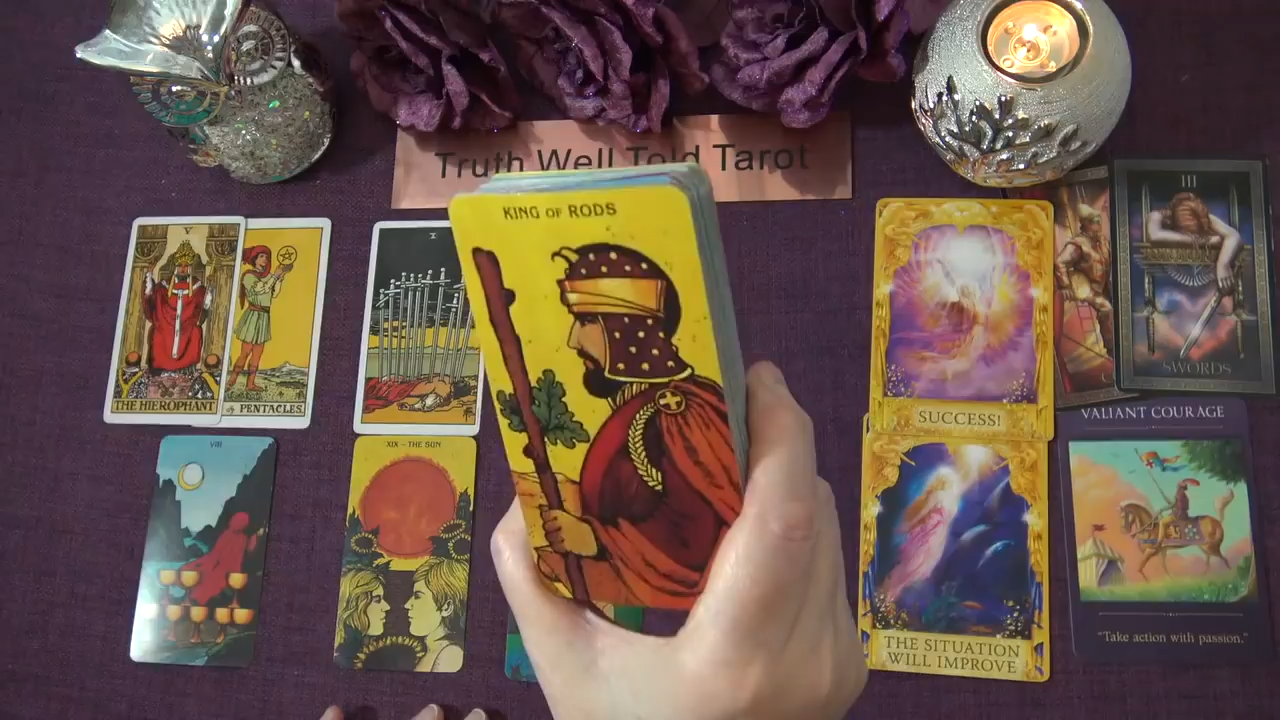 Truth Well Told Tarot
KING OF RODS
V
THE HIEROPHANT
PENTACLES.
X
SUCCESS!
III
SWORDS
VIII
XIX - THE SUN
THE SITUATION
WILL IMPROVE
VALIANT COURAGE
"Take action with passion."